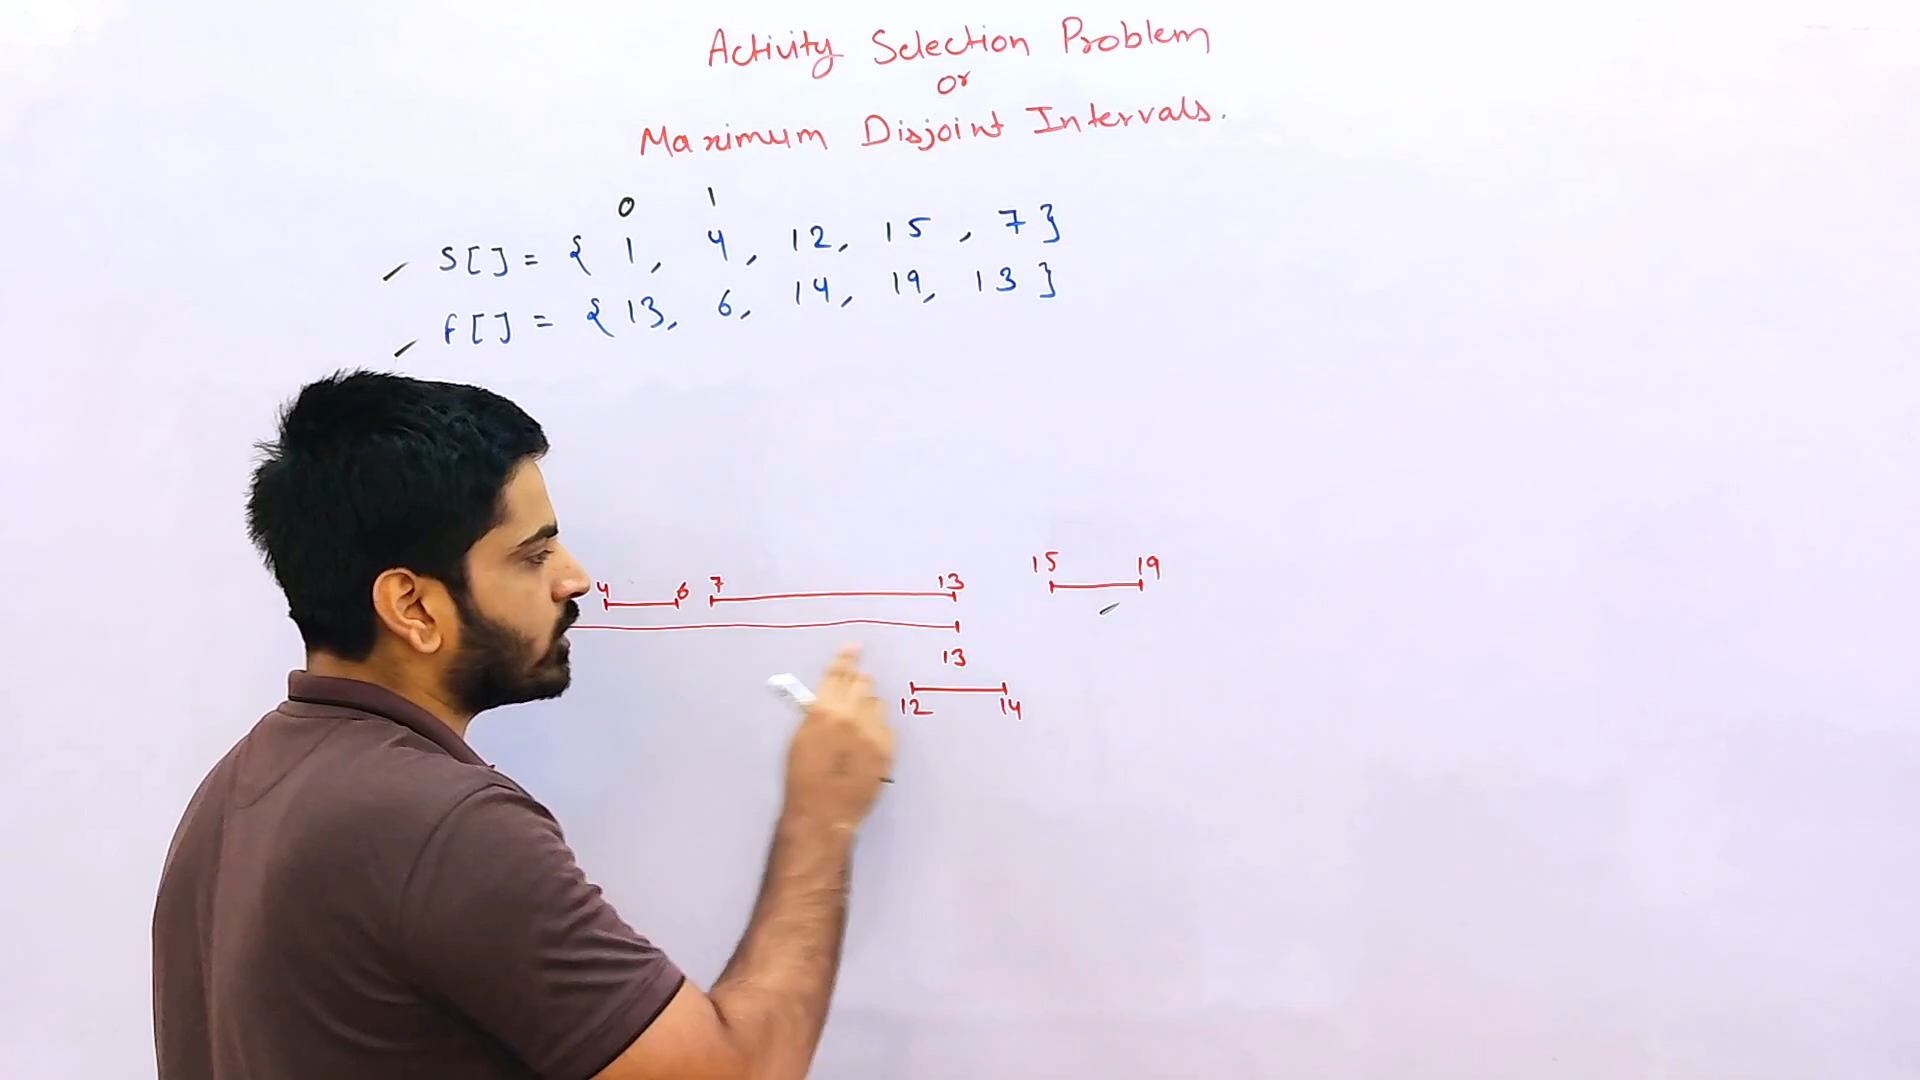 Activity Selection Problem
or
Maximum Disjoint Intervals.
0 1
S[] = { 1, 4, 12, 15, 7 }
f[] = { 13, 6, 14, 19, 13 }
15 19
4 6 7 13
13
12 14